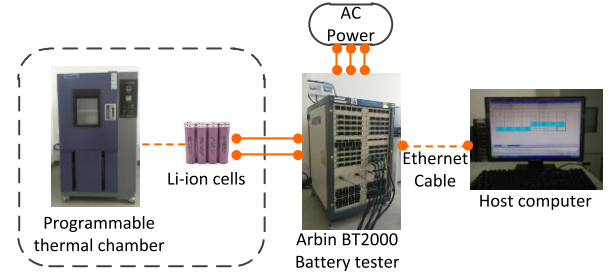 AC
Power
Programmable
thermal chamber
Li-ion cells
Arbin BT2000
Battery tester
Ethernet
Cable
Host computer